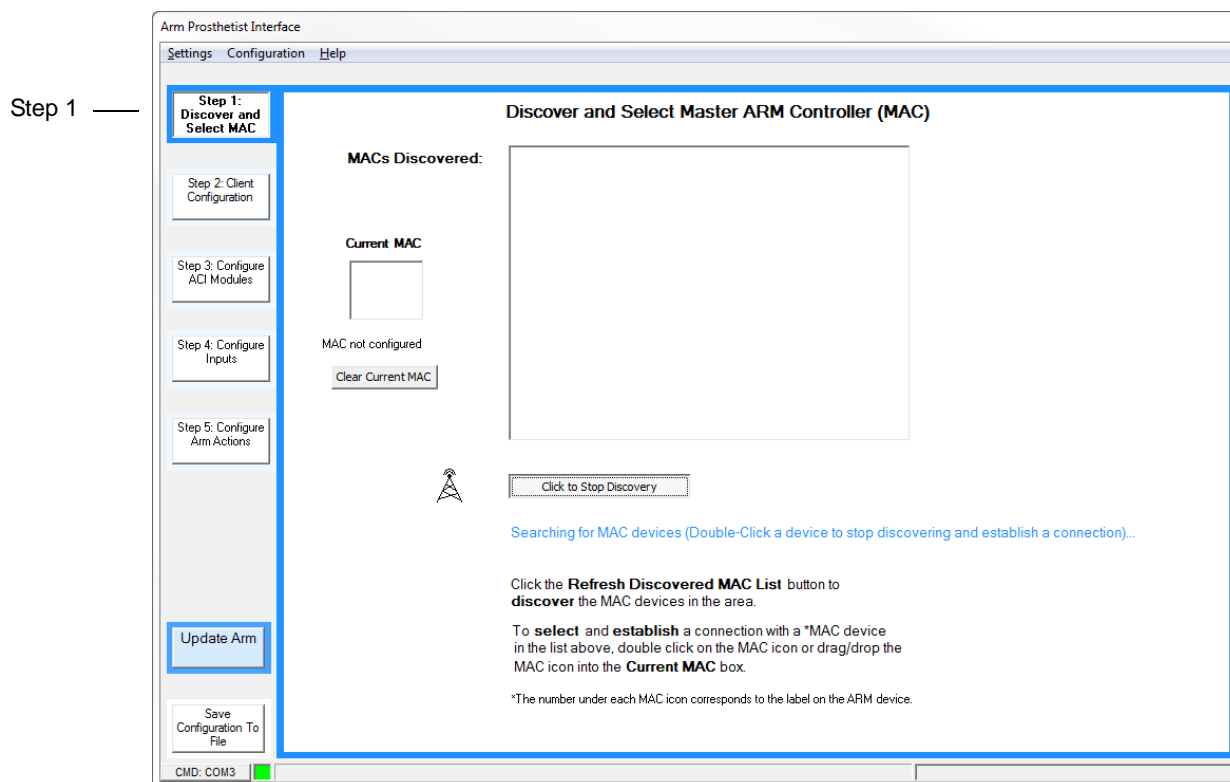 Arm Prosthetist Interface
Settings Configuration Help
Step 1
Step 1:
Discover and
Select MAC
Step 2: Client
Configuration
Step 3: Configure
ACI Modules
Step 4: Configure
Inputs
Step 5: Configure
Arm Actions
Update Arm
Save
Configuration To
File
Discover and Select Master ARM Controller (MAC)
MACs Discovered:
Current MAC
MAC not configured
Clear Current MAC
Click to Stop Discovery
Searching for MAC devices (Double-Click a device to stop discovering and establish a connection)...
Click the Refresh Discovered MAC List button to
discover the MAC devices in the area.
To select and establish a connection with a *MAC device
in the list above, double click on the MAC icon or drag/drop the
MAC icon into the Current MAC box.
*The number under each MAC icon corresponds to the label on the ARM device.
CMD: COM3